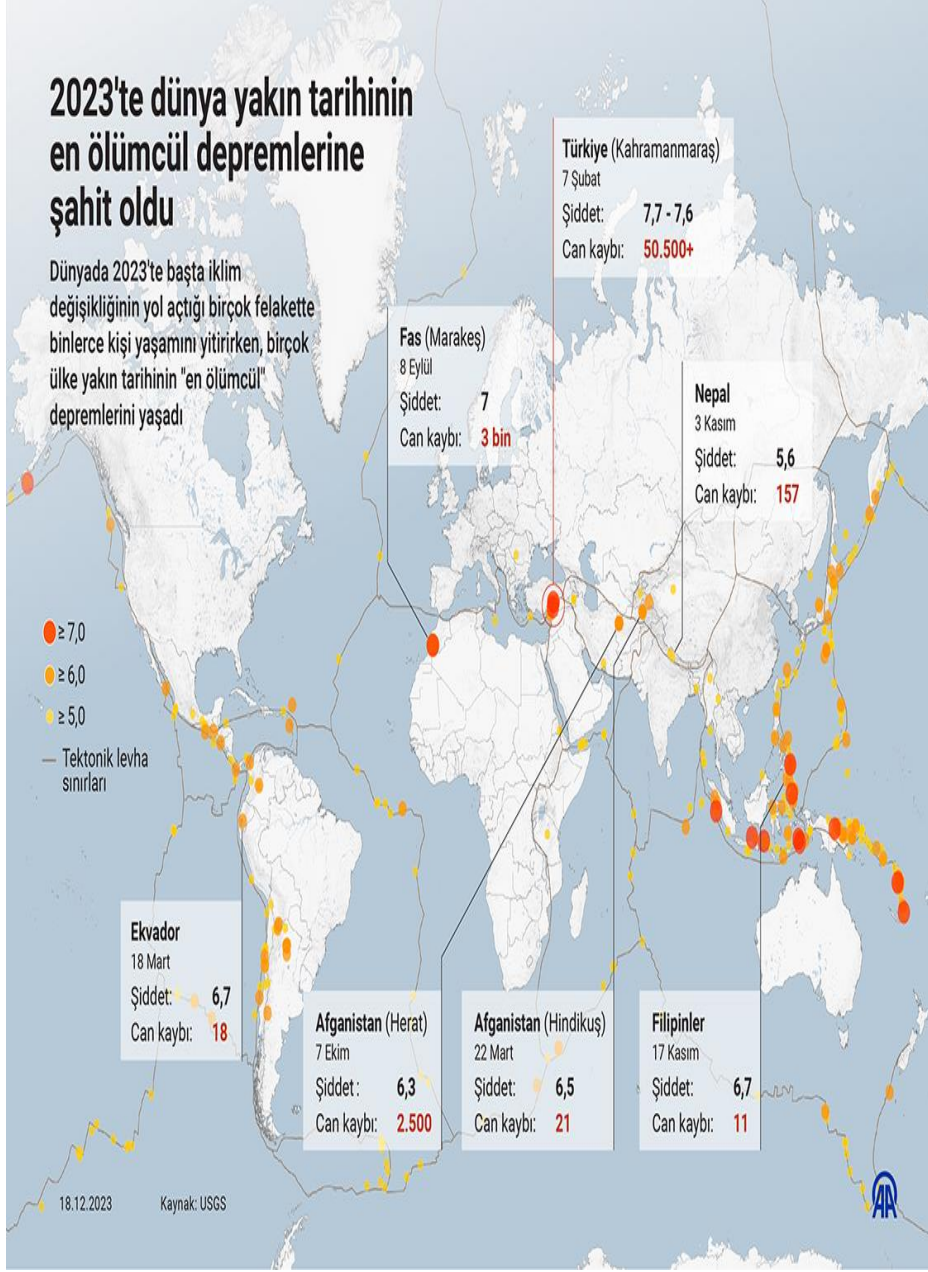 2023'te dünya yakın tarihinin
en ölümcül depremlerine
şahit oldu
Dünyada 2023'te başta iklim
değişikliğinin yol açtığı birçok felakette
binlerce kişi yaşamını yitirirken, birçok
ülke yakın tarihinin "en ölümcül"
depremlerini yaşadı
Türkiye (Kahramanmaraş)
7 Şubat
Şiddet: 7,7 - 7,6
Can kaybı: 50.500+
Fas (Marakeş)
8 Eylül
Şiddet: 7
Can kaybı: 3 bin
Nepal
3 Kasım
Şiddet: 5,6
Can kaybı: 157
≥ 7,0
≥ 6,0
≥ 5,0
Tektonik levha
sınırları
Ekvador
18 Mart
Şiddet: 6,7
Can kaybı: 18
Afganistan (Herat)
7 Ekim
Şiddet : 6,3
Can kaybı: 2.500
Afganistan (Hindikuş)
22 Mart
Şiddet: 6,5
Can kaybı: 21
Filipinler
17 Kasım
Şiddet: 6,7
Can kaybı: 11
18.12.2023 Kaynak: USGS
AA